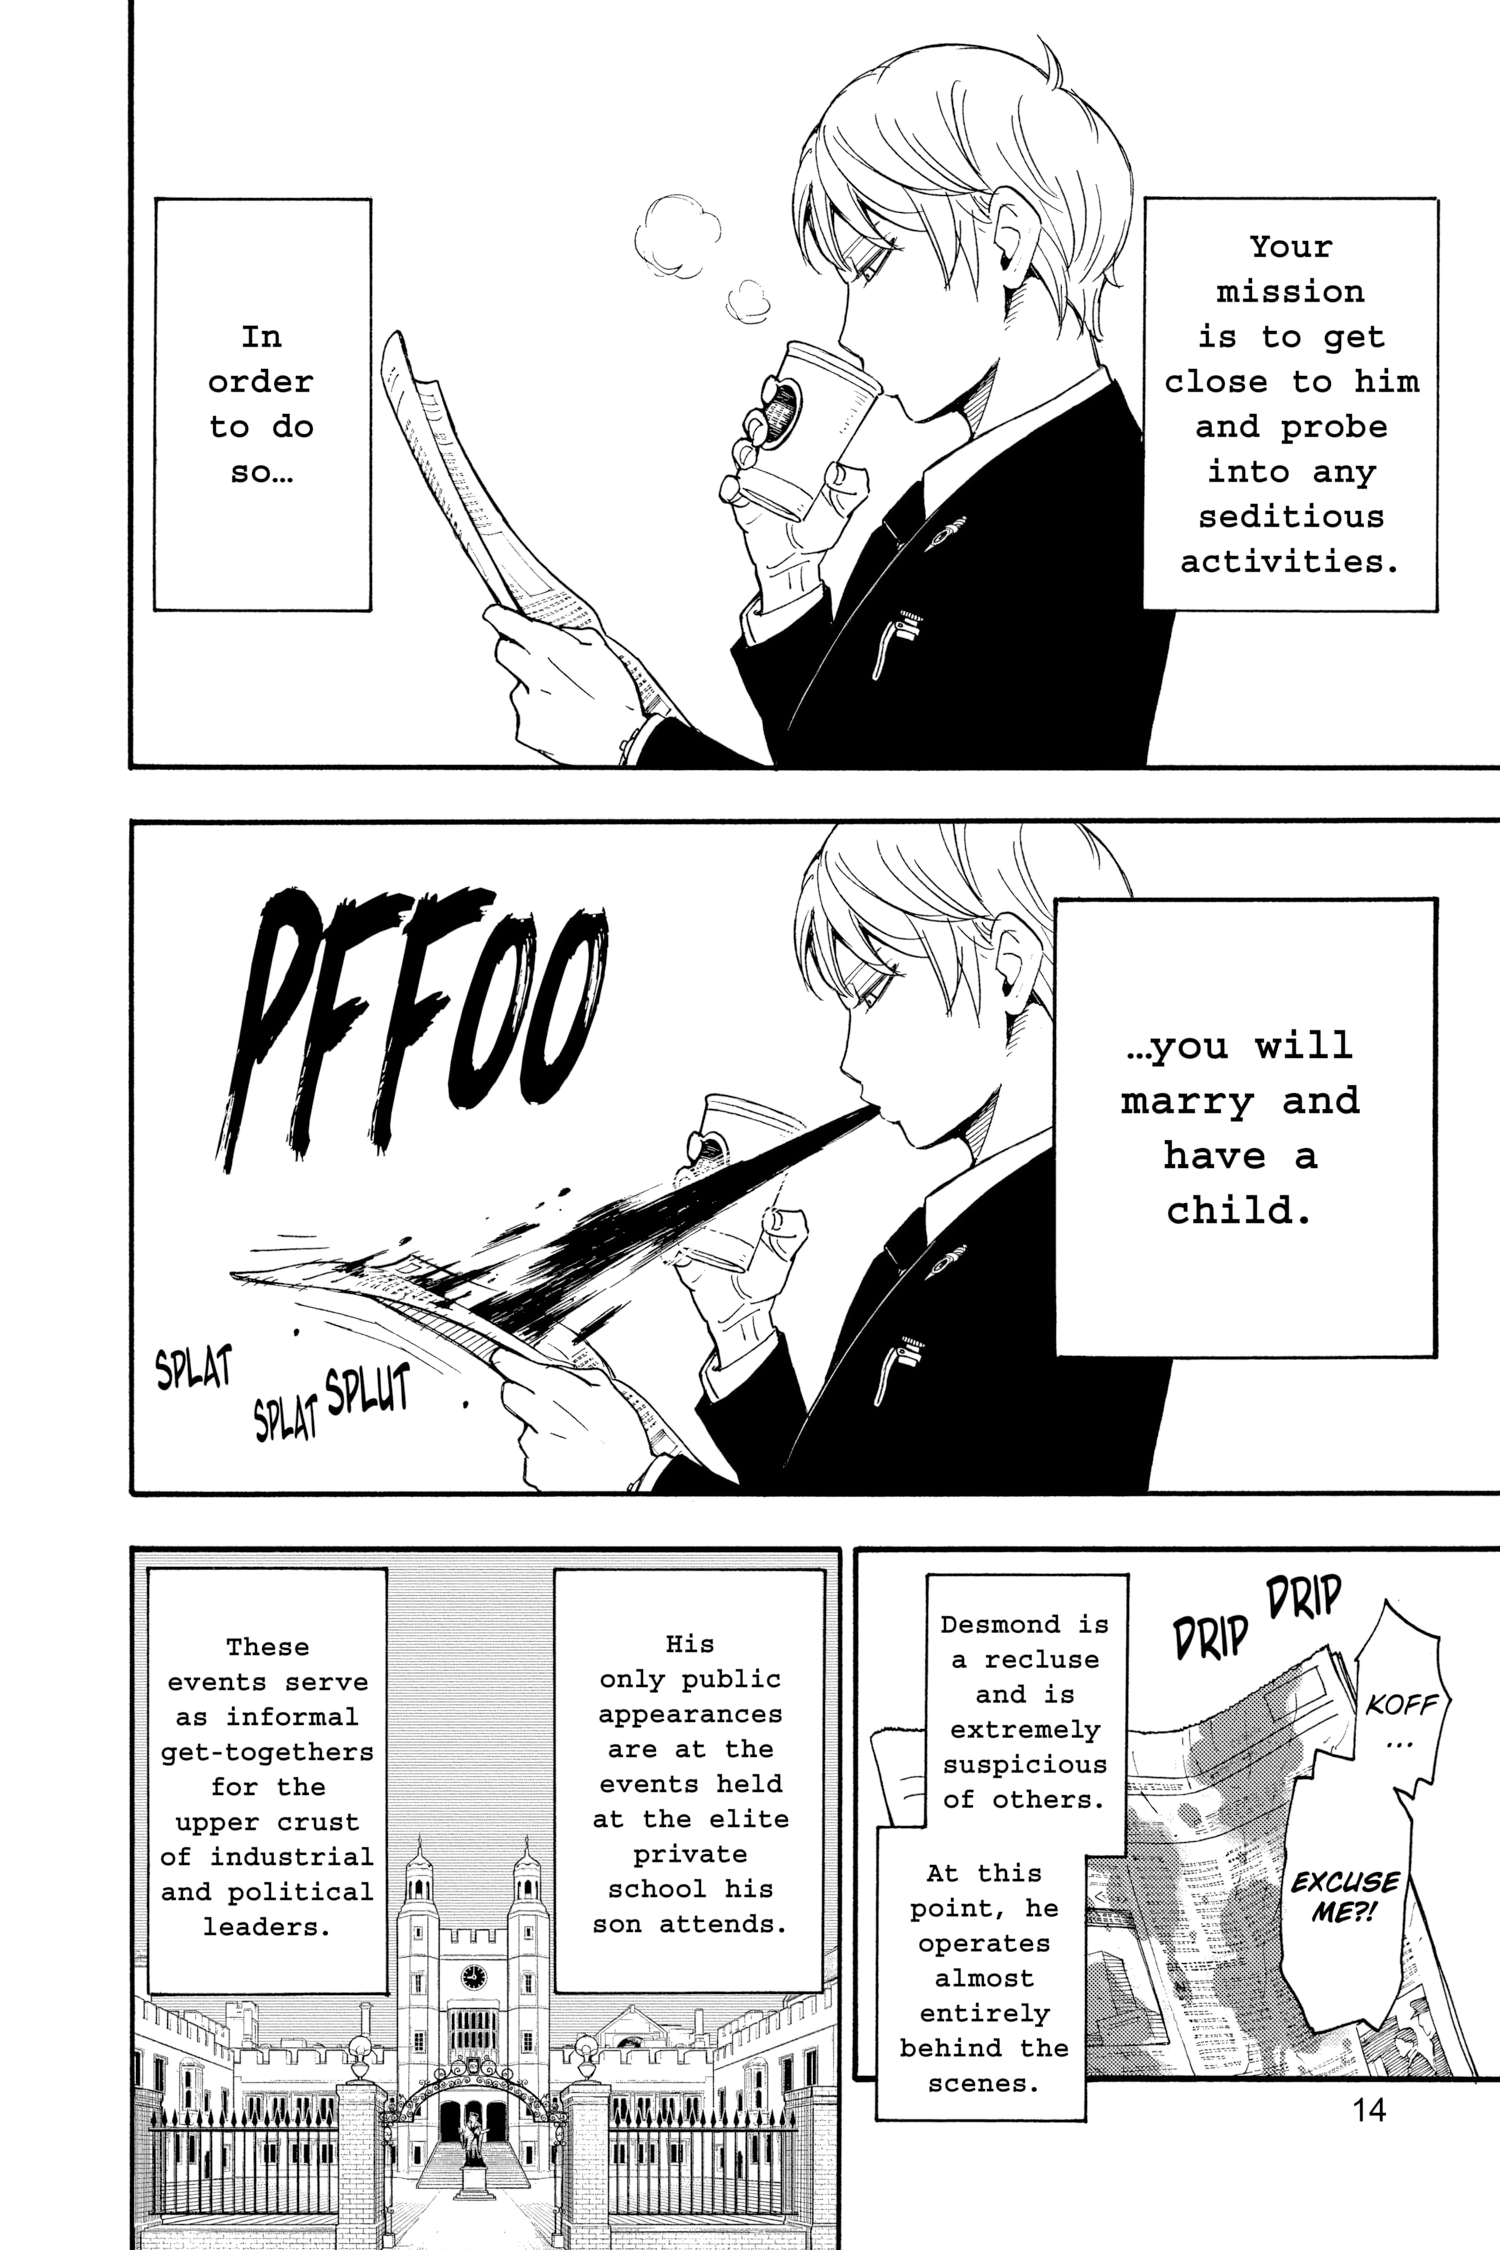 Your
mission
is to get
close to him
and probe
into any
seditious
activities.
In
order
to do
so…
…you will
marry and
have a
child.
PFFOO
SPLAT
SPLAT
SPLUT
DRIP
DRIP
KOFF
...
EXCUSE
ME?!
Desmond is
a recluse
and is
extremely
suspicious
of others.
At this
point, he
operates
almost
entirely
behind the
scenes.
His
only public
appearances
are at the
events held
at the elite
private
school his
son attends.
These
events serve
as informal
get-togethers
for the
upper crust
of industrial
and political
leaders.
14